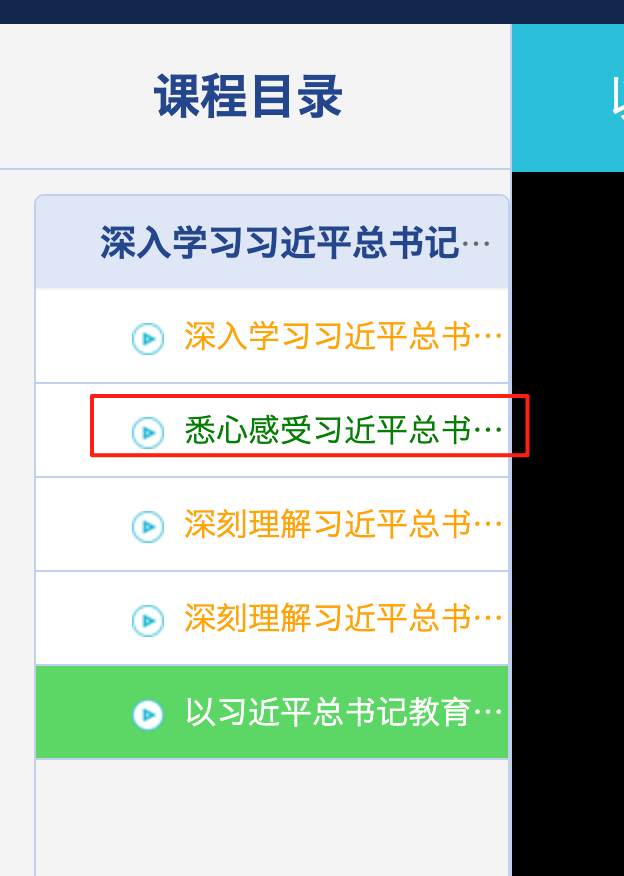 课程目录
深入学习习近平总书记…
深入学习习近平总书…
悉心感受习近平总书…
深刻理解习近平总书…
深刻理解习近平总书…
以习近平总书记教育…